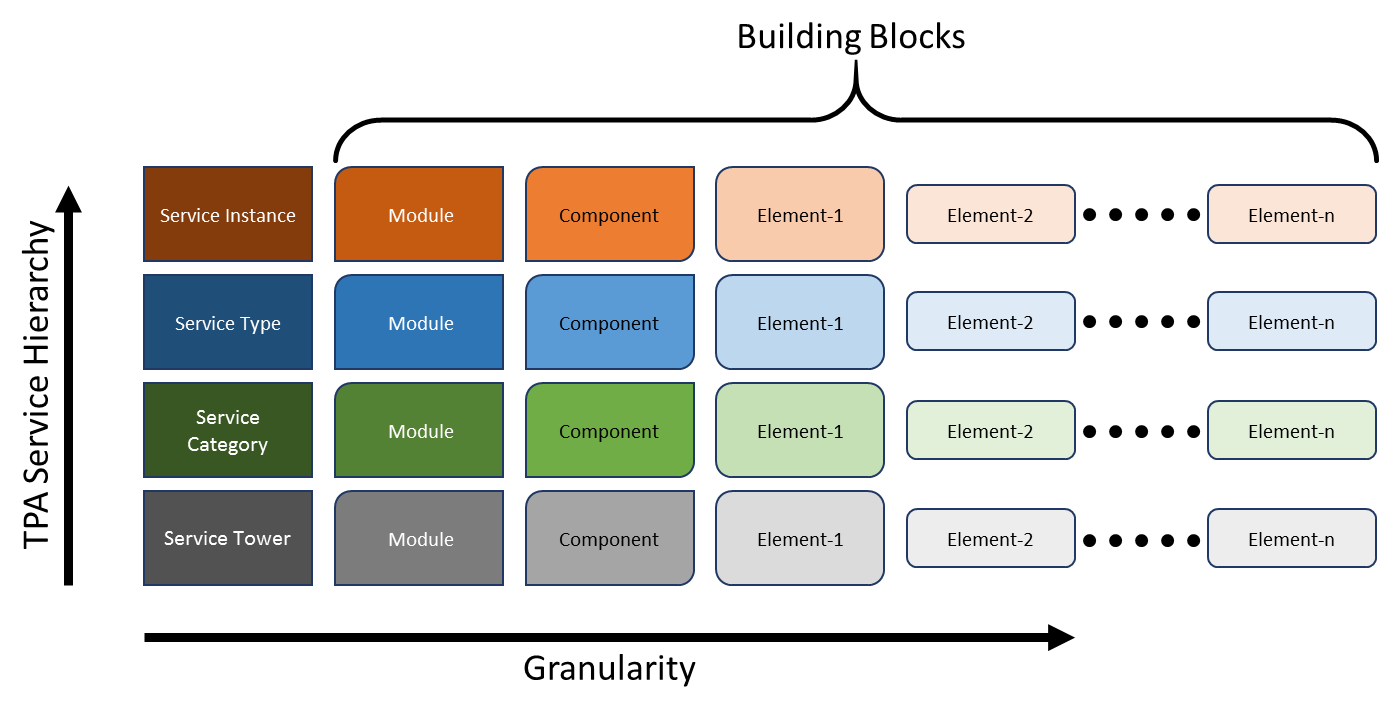 Building Blocks
TPA Service Hierarchy
Service Instance
Module
Component
Element-1
Element-2
Element-n
Service Type
Module
Component
Element-1
Element-2
Element-n
Service
Category
Module
Component
Element-1
Element-2
Element-n
Service Tower
Module
Component
Element-1
Element-2
Element-n
Granularity